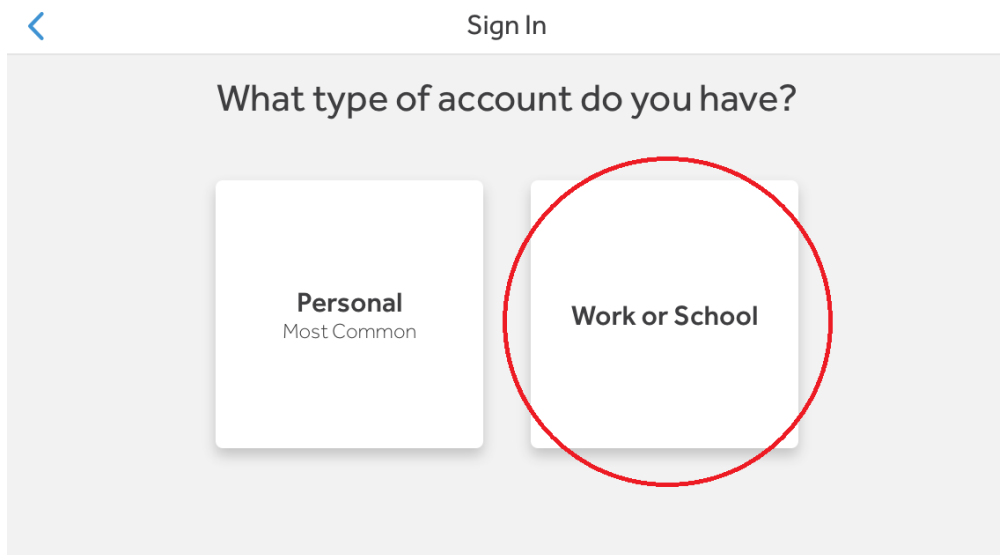 Sign In
What type of account do you have?
Personal
Most Common
Work or School